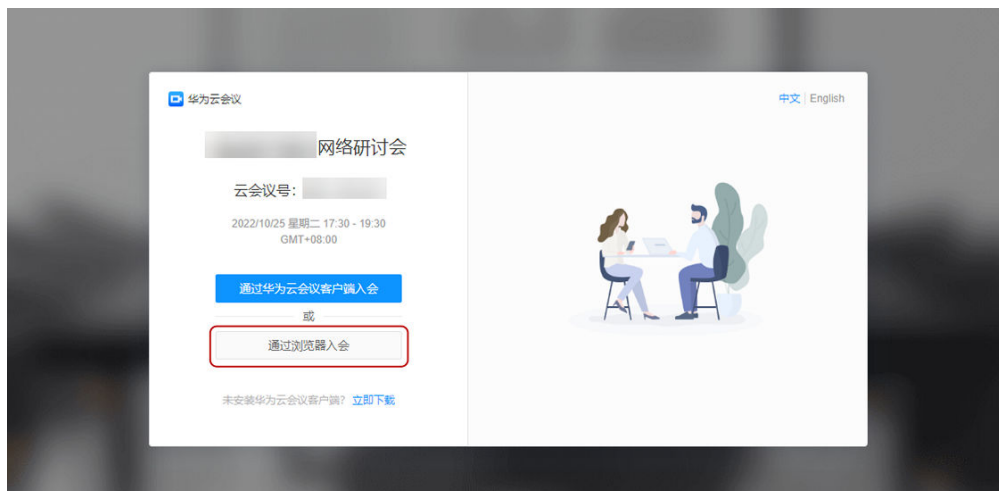 华为云会议
中文 | English
网络研讨会
云会议号：
2022/10/25 星期二 17:30 - 19:30
GMT+08:00
通过华为云会议客户端入会
或
通过浏览器入会
未安装华为云会议客户端？ 立即下载